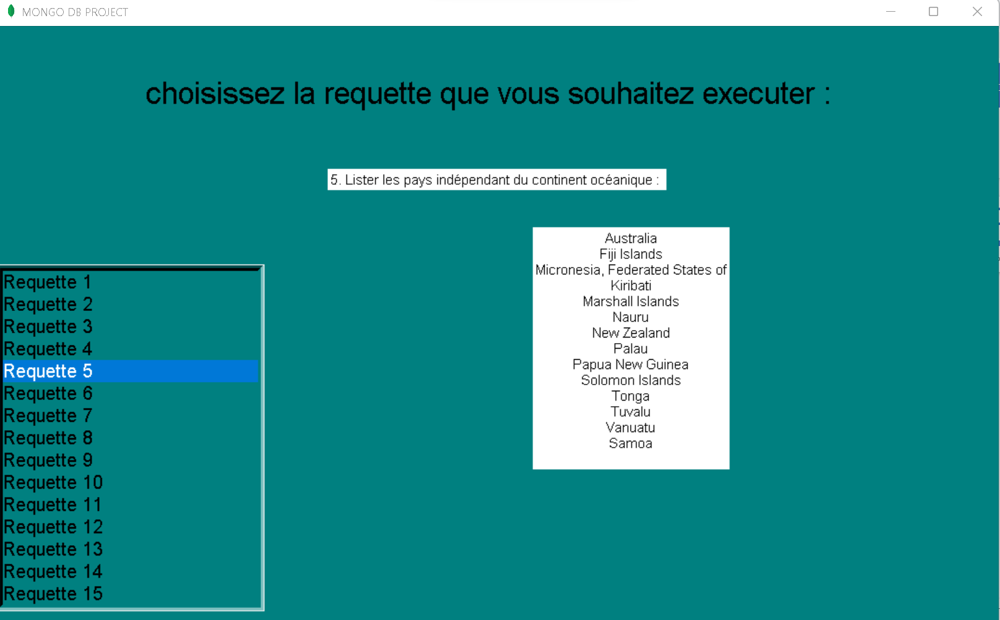 MONGO DB PROJECT
choisissez la requette que vous souhaitez executer :
5. Lister les pays indépendant du continent océanique :
Australia
Fiji Islands
Micronesia, Federated States of
Kiribati
Marshall Islands
Nauru
New Zealand
Palau
Papua New Guinea
Solomon Islands
Tonga
Tuvalu
Vanuatu
Samoa
Requette 1
Requette 2
Requette 3
Requette 4
Requette 5
Requette 6
Requette 7
Requette 8
Requette 9
Requette 10
Requette 11
Requette 12
Requette 13
Requette 14
Requette 15